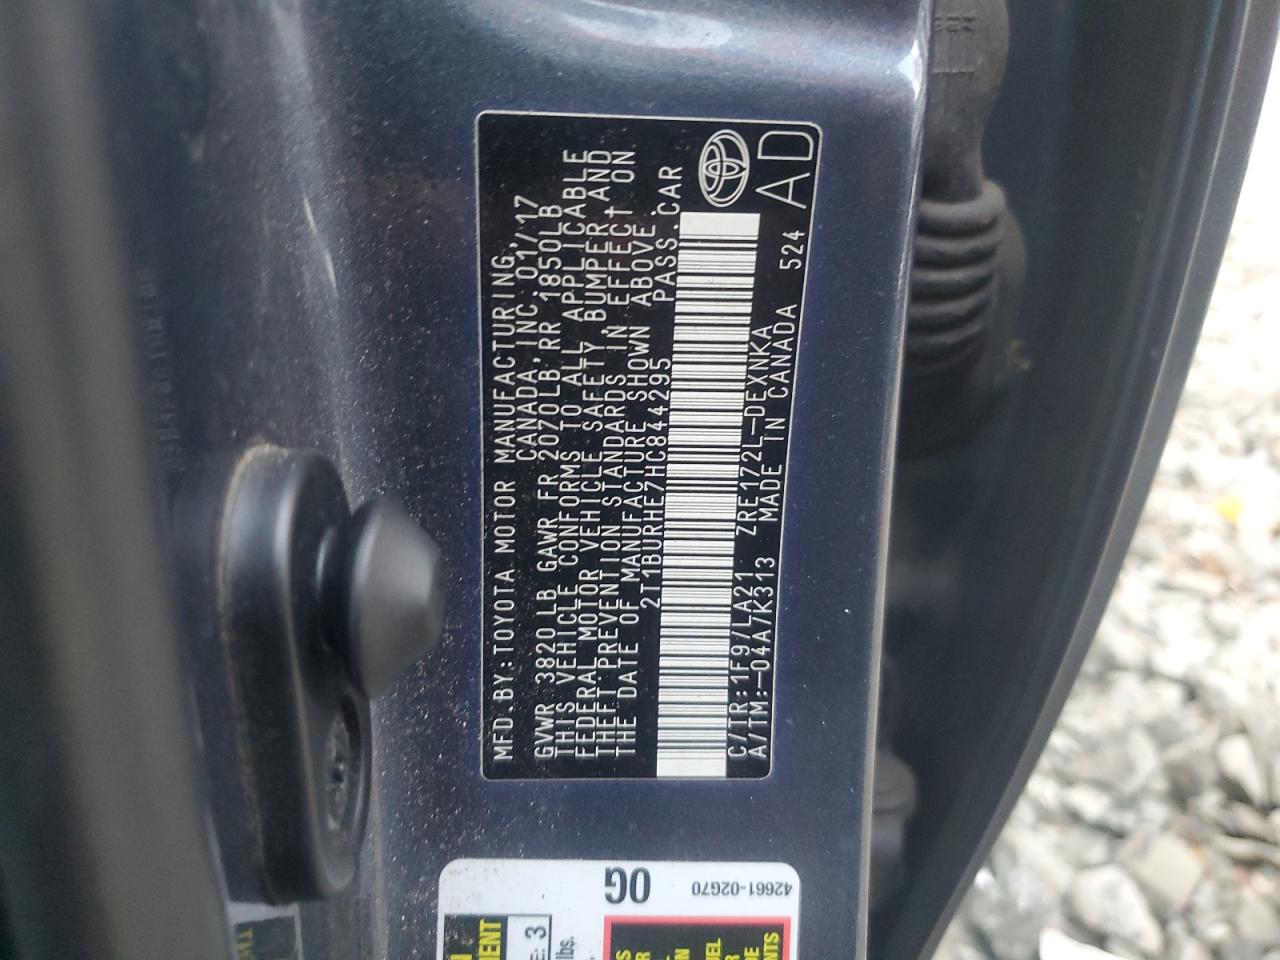 MFD.BY:TOYOTA MOTOR MANUFACTURING,
CANADA, INC. 01/17
GVWR 3820 LB GAWR FR 2070LB, RR 1850LB
THIS VEHICLE CONFORMS TO ALL APPLICABLE
FEDERAL MOTOR VEHICLE SAFETY, BUMPER, AND
THEFT PREVENTION STANDARDS IN EFFECT ON
THE DATE OF MANUFACTURE SHOWN ABOVE.
2T1BURHE7HC844295 PASS.CAR
C/TR:1F9/LA21 ZRE172L-DEXNKA
A/TM:-04A/K313 MADE IN CANADA 524
AD
0G
42661-02G70
3
lbs.